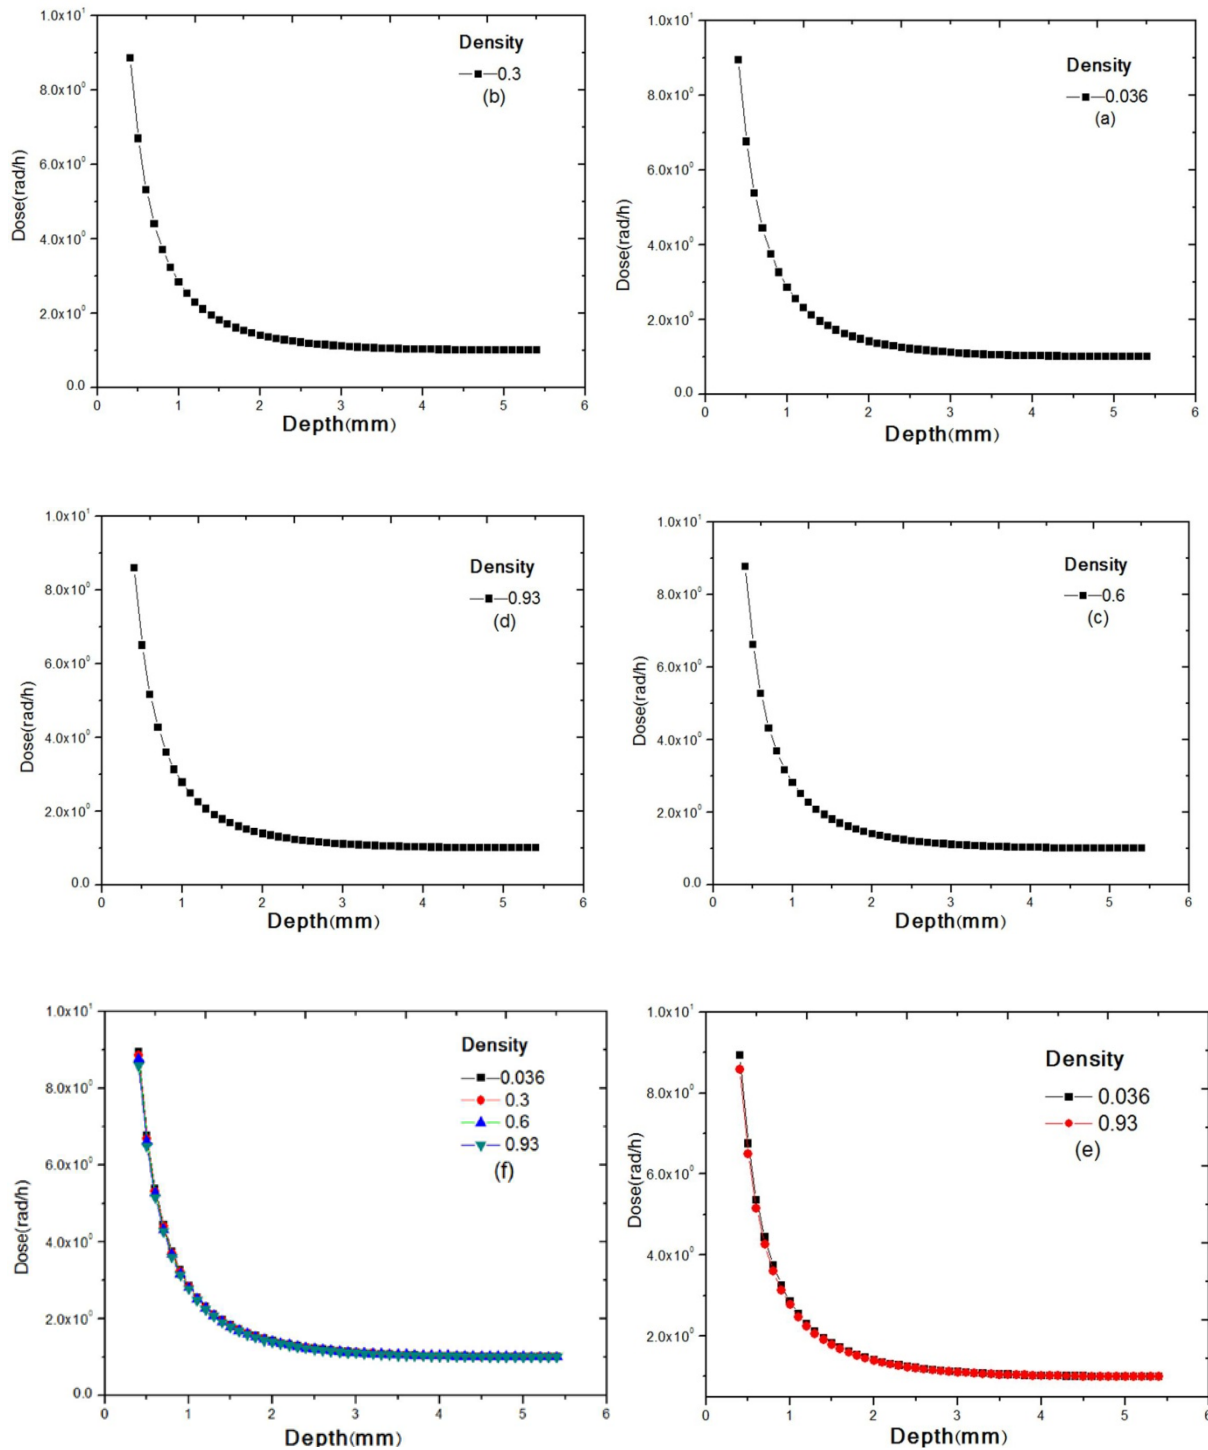 1.0x10¹
8.0x10⁰
6.0x10⁰
4.0x10⁰
2.0x10⁰
0.0
Dose(rad/h)
0 1 2 3 4 5 6
Depth(mm)
Density
0.3
(b)
1.0x10¹
8.0x10⁰
6.0x10⁰
4.0x10⁰
2.0x10⁰
0.0
Dose(rad/h)
0 1 2 3 4 5 6
Depth(mm)
Density
0.036
(a)
1.0x10¹
8.0x10⁰
6.0x10⁰
4.0x10⁰
2.0x10⁰
0.0
Dose(rad/h)
0 1 2 3 4 5 6
Depth(mm)
Density
0.93
(d)
1.0x10¹
8.0x10⁰
6.0x10⁰
4.0x10⁰
2.0x10⁰
0.0
Dose(rad/h)
0 1 2 3 4 5 6
Depth(mm)
Density
0.6
(c)
1.0x10¹
8.0x10⁰
6.0x10⁰
4.0x10⁰
2.0x10⁰
0.0
Dose(rad/h)
0 1 2 3 4 5 6
Depth(mm)
Density
0.036
0.3
0.6
0.93
(f)
1.0x10¹
8.0x10⁰
6.0x10⁰
4.0x10⁰
2.0x10⁰
Dose(rad/h)
0 1 2 3 4 5 6
Depth(mm)
Density
0.036
0.93
(e)